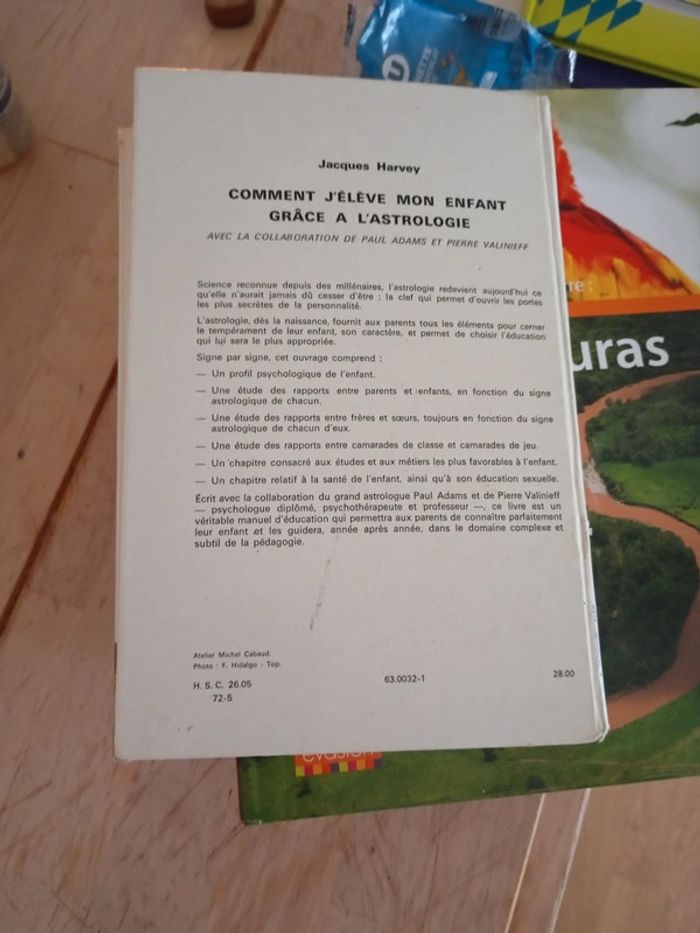 Jacques Harvey
COMMENT J'ÉLÈVE MON ENFANT
GRÂCE A L'ASTROLOGIE
AVEC LA COLLABORATION DE PAUL ADAMS ET PIERRE VALINIEFF
Science reconnue depuis des millénaires, l'astrologie redevient aujourd'hui ce
qu'elle n'aurait jamais dû cesser d'être : la clef qui permet d'ouvrir les portes
les plus secrètes de la personnalité.
L'astrologie, dès la naissance, fournit aux parents tous les éléments pour cerner
le tempérament de leur enfant, son caractère, et permet de choisir l'éducation
qui lui sera le plus appropriée.
Signe par signe, cet ouvrage comprend :
— Un profil psychologique de l'enfant.
— Une étude des rapports entre parents et enfants, en fonction du signe
astrologique de chacun.
— Une étude des rapports entre frères et sœurs, toujours en fonction du signe
astrologique de chacun d'eux.
— Une étude des rapports entre camarades de classe et camarades de jeu.
— Un chapitre consacré aux études et aux métiers les plus favorables à l'enfant.
— Un chapitre relatif à la santé de l'enfant, ainsi qu'à son éducation sexuelle.
Écrit avec la collaboration du grand astrologue Paul Adams et de Pierre Valinieff
— psychologue diplômé, psychothérapeute et professeur —, ce livre est un
véritable manuel d'éducation qui permettra aux parents de connaître parfaitement
leur enfant et les guidera, année après année, dans le domaine complexe et
subtil de la pédagogie.
Atelier Michel Cabaud.
Photo : F. Hidalgo - Top.
H. S. C. 26.05
72-5
63.0032-1
28.00
re :
uras
évasion
U